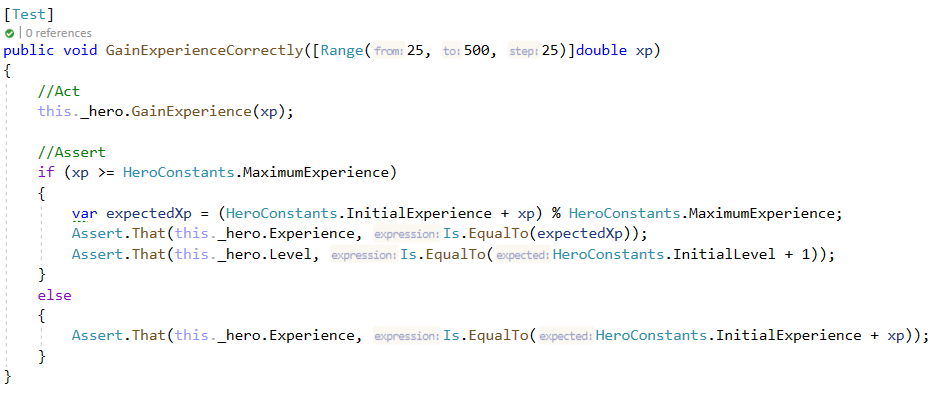 [Test]
0 references
public void GainExperienceCorrectly([Range(from: 25, to: 500, step: 25)]double xp)
{
//Act
this._hero.GainExperience(xp);
//Assert
if (xp >= HeroConstants.MaximumExperience)
{
var expectedXp = (HeroConstants.InitialExperience + xp) % HeroConstants.MaximumExperience;
Assert.That(this._hero.Experience, expression: Is.EqualTo(expectedXp));
Assert.That(this._hero.Level, expression: Is.EqualTo(expected: HeroConstants.InitialLevel + 1));
}
else
{
Assert.That(this._hero.Experience, expression: Is.EqualTo(expected: HeroConstants.InitialExperience + xp));
}
}